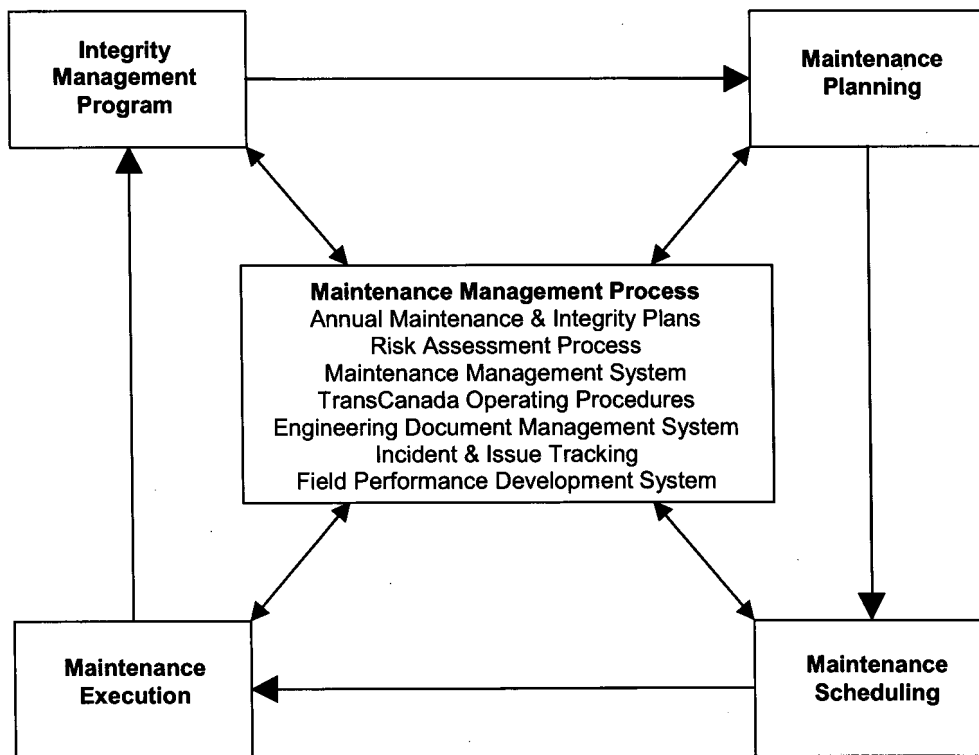 Integrity
Management
Program
Maintenance
Planning
Maintenance Management Process
Annual Maintenance & Integrity Plans
Risk Assessment Process
Maintenance Management System
TransCanada Operating Procedures
Engineering Document Management System
Incident & Issue Tracking
Field Performance Development System
Maintenance
Execution
Maintenance
Scheduling